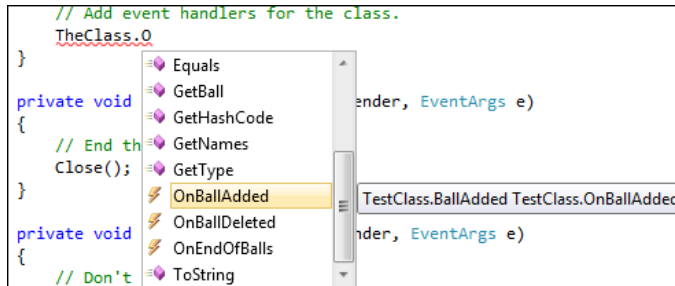 // Add event handlers for the class.
TheClass.O
}
Equals
GetBall
private void ender, EventArgs e)
GetHashCode
{
// End th GetNames
Close(); GetType
} OnBallAdded TestClass.BallAdded TestClass.OnBallAdded
OnBallDeleted
private void nder, EventArgs e)
OnEndOfBalls
{
// Don't ToString